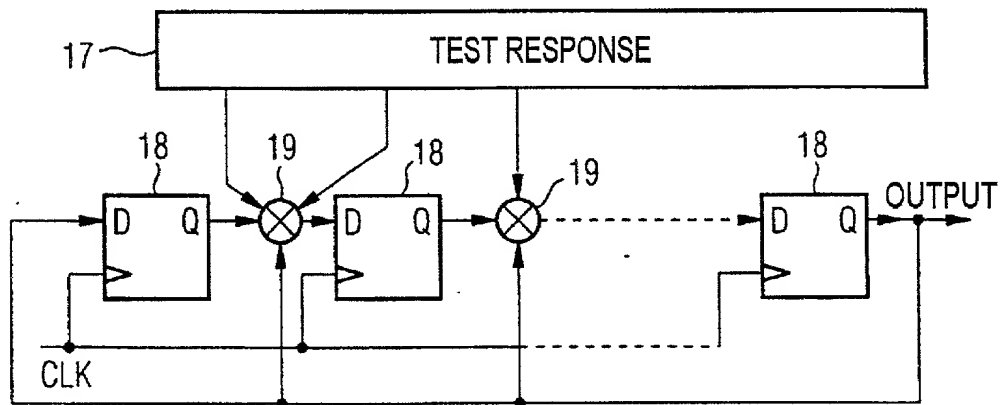 17
TEST RESPONSE
18
19
18
19
18
D Q
D Q
D Q
OUTPUT
CLK